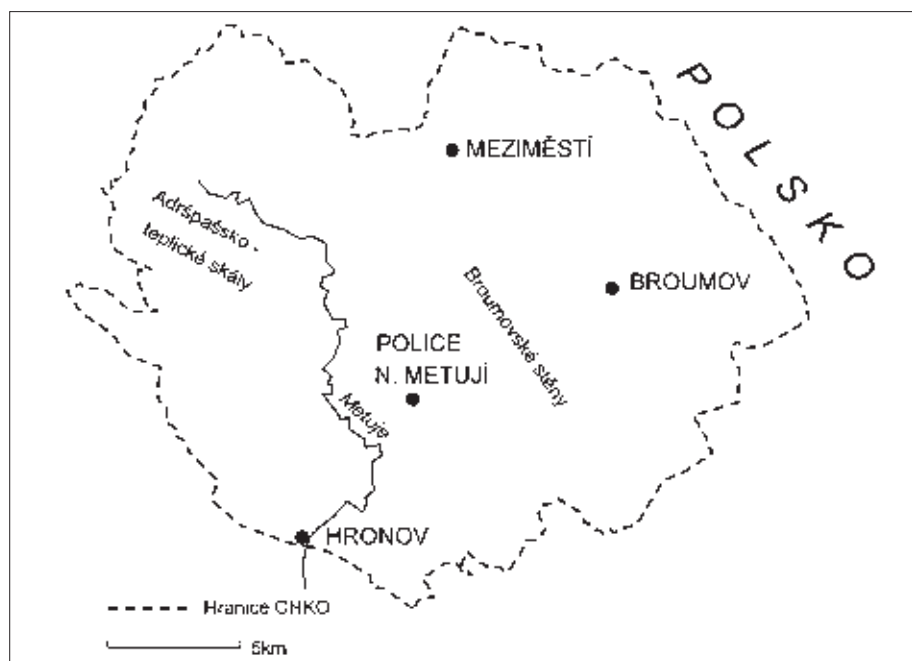 POLSKO
MEZIMĚSTÍ
Adršpašsko -
teplické skály
Broumovské stěny
BROUMOV
POLICE
N. METUJÍ
Metuje
HRONOV
Hranice CHKO
5km